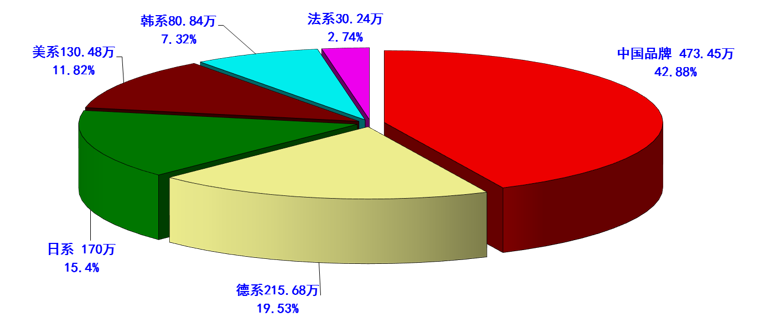 法系30.24万
2.74%
韩系80.84万
7.32%
美系130.48万
11.82%
中国品牌 473.45万
42.88%
日系 170万
15.4%
德系215.68万
19.53%